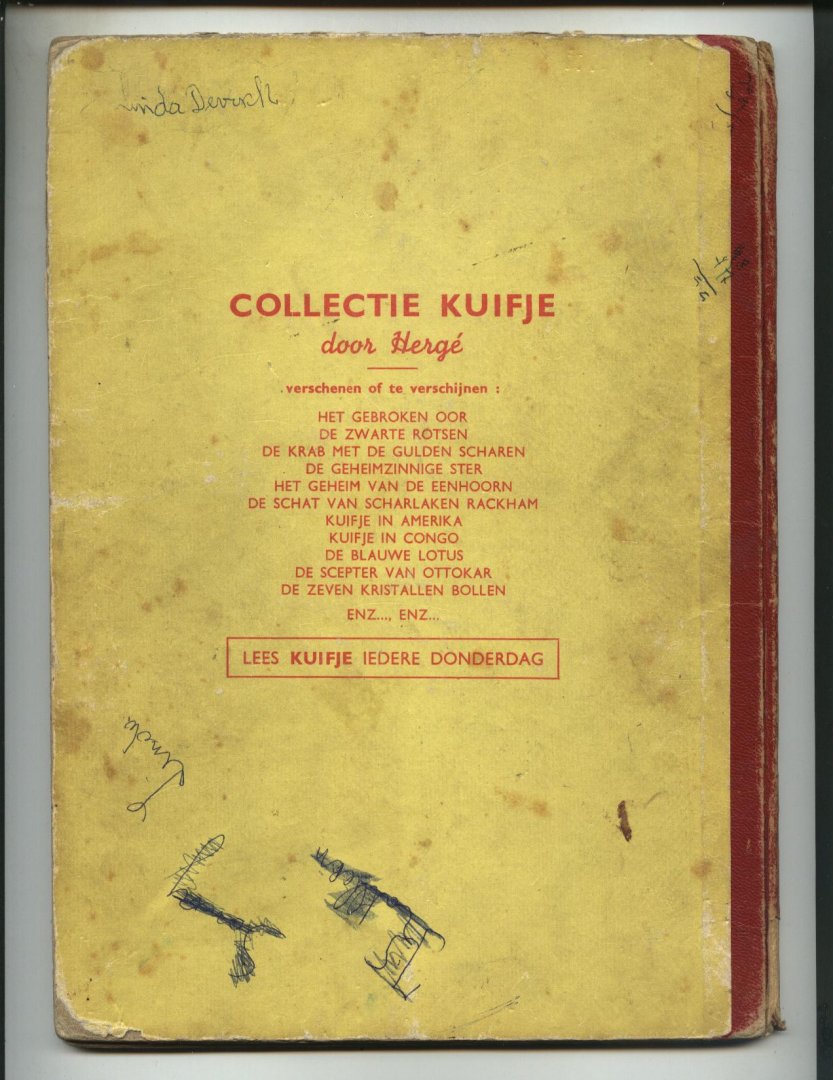 Linda
COLLECTIE KUIFJE
door Hergé
verschenen of te verschijnen :
HET GEBROKEN OOR
DE ZWARTE ROTSEN
DE KRAB MET DE GULDEN SCHAREN
DE GEHEIMZINNIGE STER
HET GEHEIM VAN DE EENHOORN
DE SCHAT VAN SCHARLAKEN RACKHAM
KUIFJE IN AMERIKA
KUIFJE IN CONGO
DE BLAUWE LOTUS
DE SCEPTER VAN OTTOKAR
DE ZEVEN KRISTALLEN BOLLEN
ENZ..., ENZ...
LEES KUIFJE IEDERE DONDERDAG
Linda